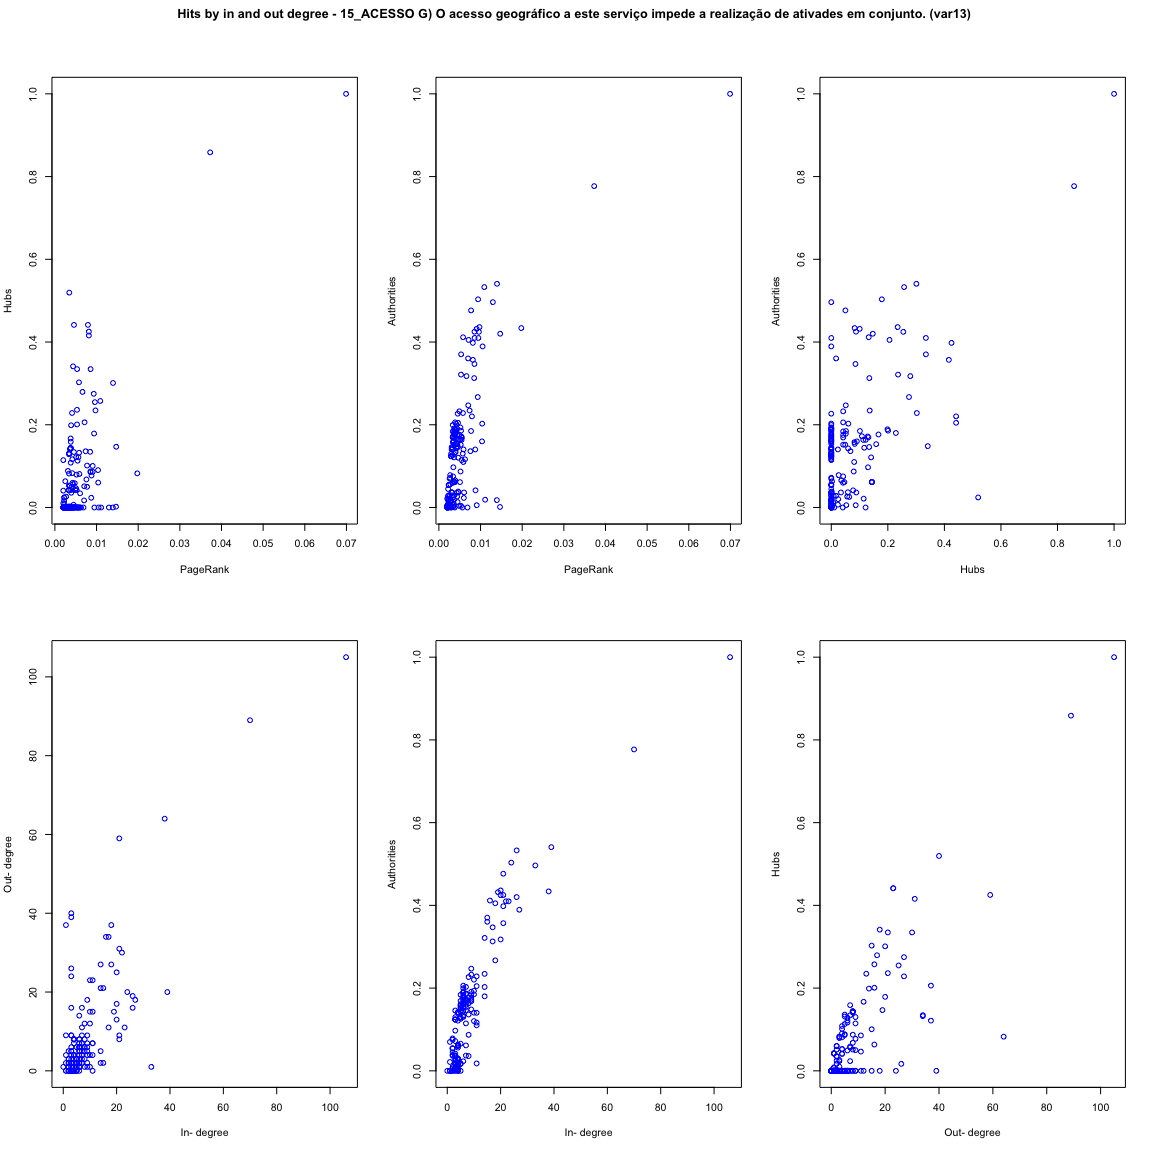 Hits by in and out degree - 15_ACESSO G) O acesso geográfico a este serviço impede a realização de ativades em conjunto. (var13)
Hubs
0.0 0.2 0.4 0.6 0.8 1.0
0.00 0.01 0.02 0.03 0.04 0.05 0.06 0.07
PageRank
Authorities
0.0 0.2 0.4 0.6 0.8 1.0
0.00 0.01 0.02 0.03 0.04 0.05 0.06 0.07
PageRank
Authorities
0.0 0.2 0.4 0.6 0.8 1.0
0.0 0.2 0.4 0.6 0.8 1.0
Hubs
Out- degree
0 20 40 60 80 100
0 20 40 60 80 100
In- degree
Authorities
0.0 0.2 0.4 0.6 0.8 1.0
0 20 40 60 80 100
In- degree
Hubs
0.0 0.2 0.4 0.6 0.8 1.0
0 20 40 60 80 100
Out- degree